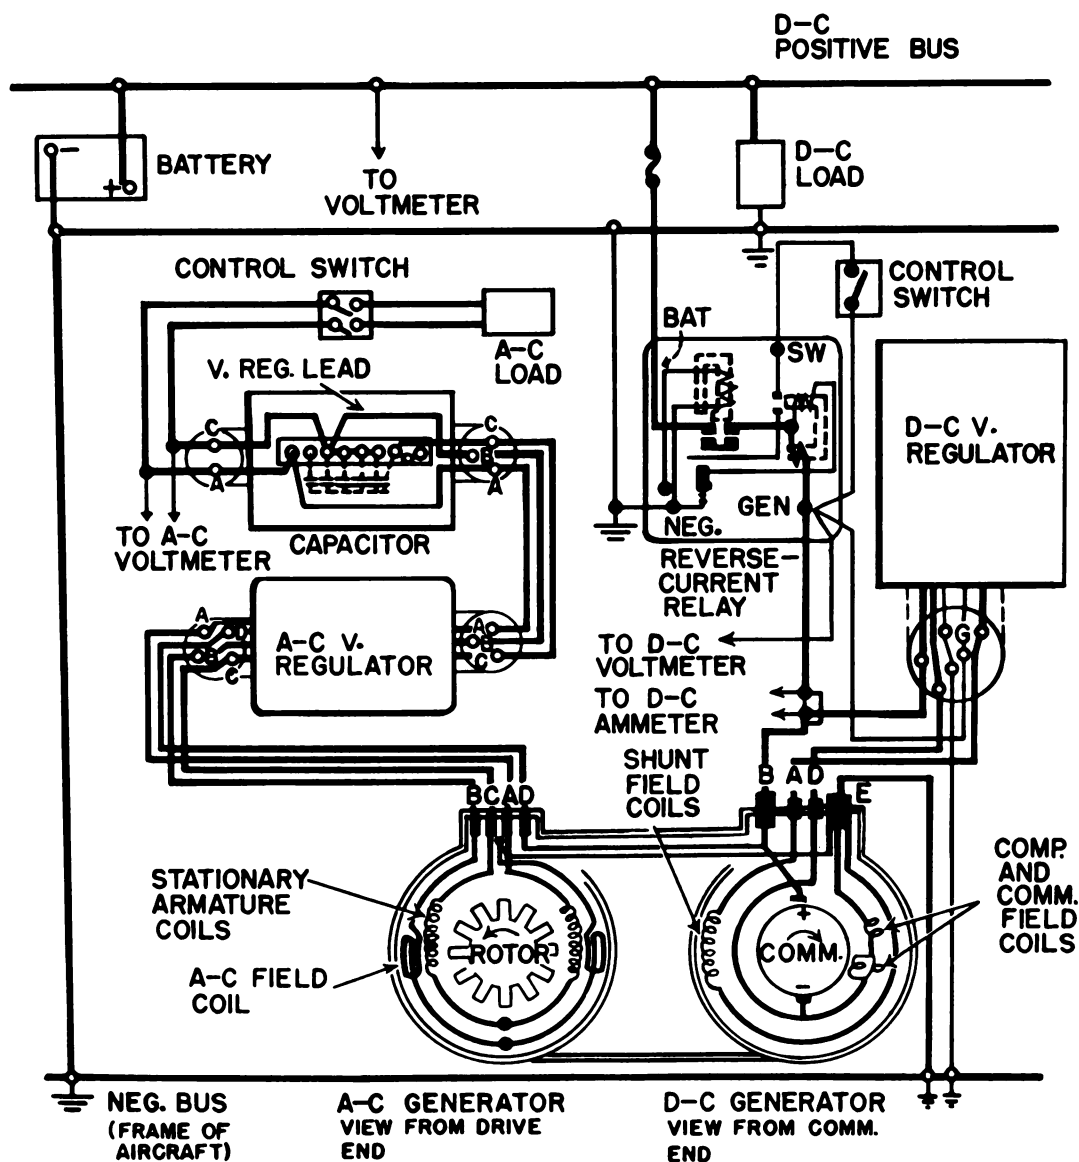 D-C
POSITIVE BUS
−
+
BATTERY
TO
VOLTMETER
D-C
LOAD
CONTROL SWITCH
A-C
LOAD
CONTROL
SWITCH
BAT
SW
V. REG. LEAD
C
A
C
B
A
CAPACITOR
TO A-C
VOLTMETER
D-C V.
REGULATOR
GEN
NEG.
REVERSE-
CURRENT
RELAY
A
D
B
C
A-C V.
REGULATOR
A
B
C
G
TO D-C
VOLTMETER
TO D-C
AMMETER
SHUNT
FIELD
COILS
B C A D
B A D E
STATIONARY
ARMATURE
COILS
A-C FIELD
COIL
ROTOR
+
COMM.
−
COMP.
AND
COMM.
FIELD
COILS
NEG. BUS
(FRAME OF
AIRCRAFT)
A-C GENERATOR
VIEW FROM DRIVE
END
D-C GENERATOR
VIEW FROM COMM.
END